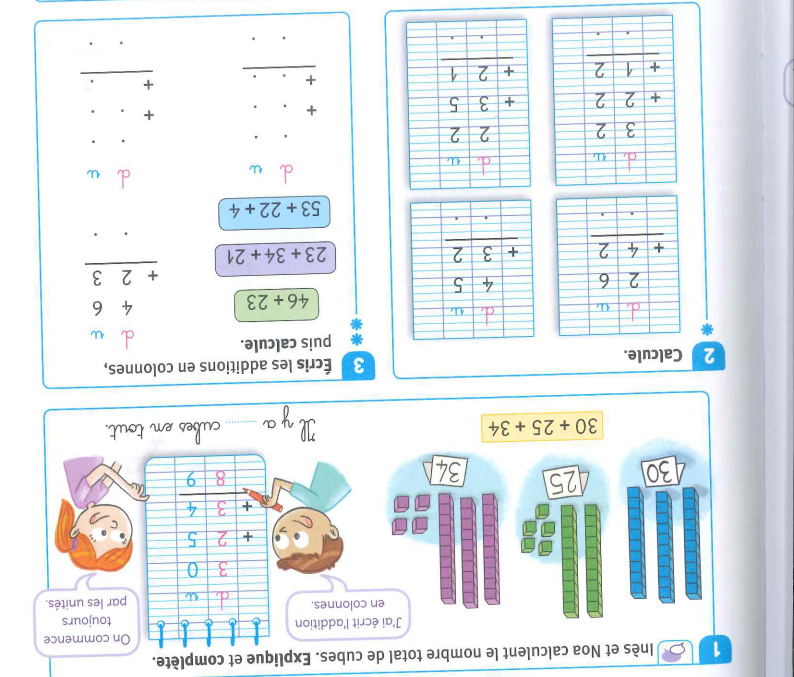 1 Inès et Noa calculent le nombre total de cubes. Explique et complète.
30
25
34
30 + 25 + 34
J'ai écrit l'addition
en colonnes.
d u
3 0
+ 2 5
+ 3 4
8 9
On commence
toujours
par les unités.
Il y a ........ cubes en tout.
2 Calcule.
*
d u
2 6
+ 4 2
. .
d u
4 5
+ 3 2
. .
d u
3 2
+ 2 2
+ 1 2
. .
d u
2 2
+ 3 5
+ 2 1
. .
3 Écris les additions en colonnes,
puis calcule.
* *
46 + 23
23 + 34 + 21
53 + 22 + 4
d u
4 6
+ 2 3
. .
d u
. .
+ . .
+ . .
. .
d u
. .
+ . .
+ .
. .